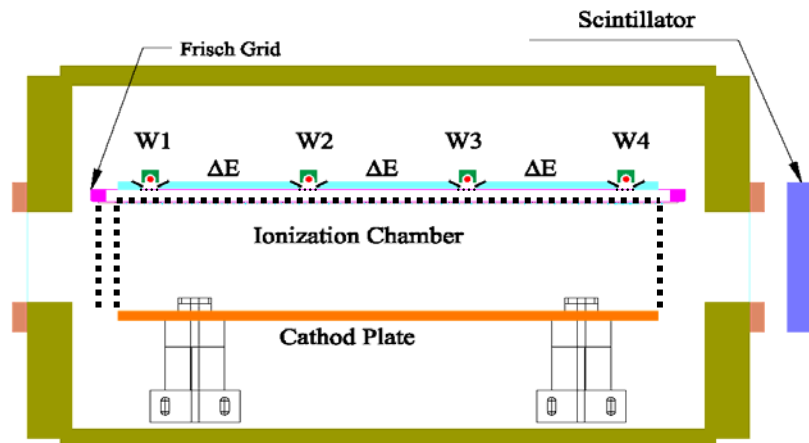 Scintillator
Frisch Grid
W1 W2 W3 W4
ΔE ΔE ΔE
Ionization Chamber
Cathod Plate